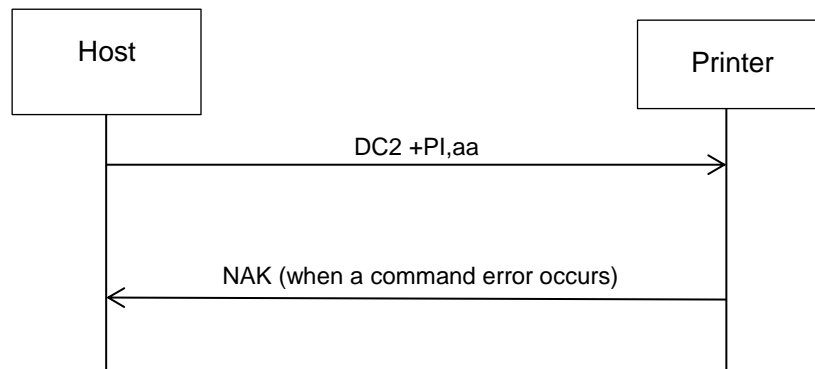 Host
Printer
DC2 +PI,aa
NAK (when a command error occurs)